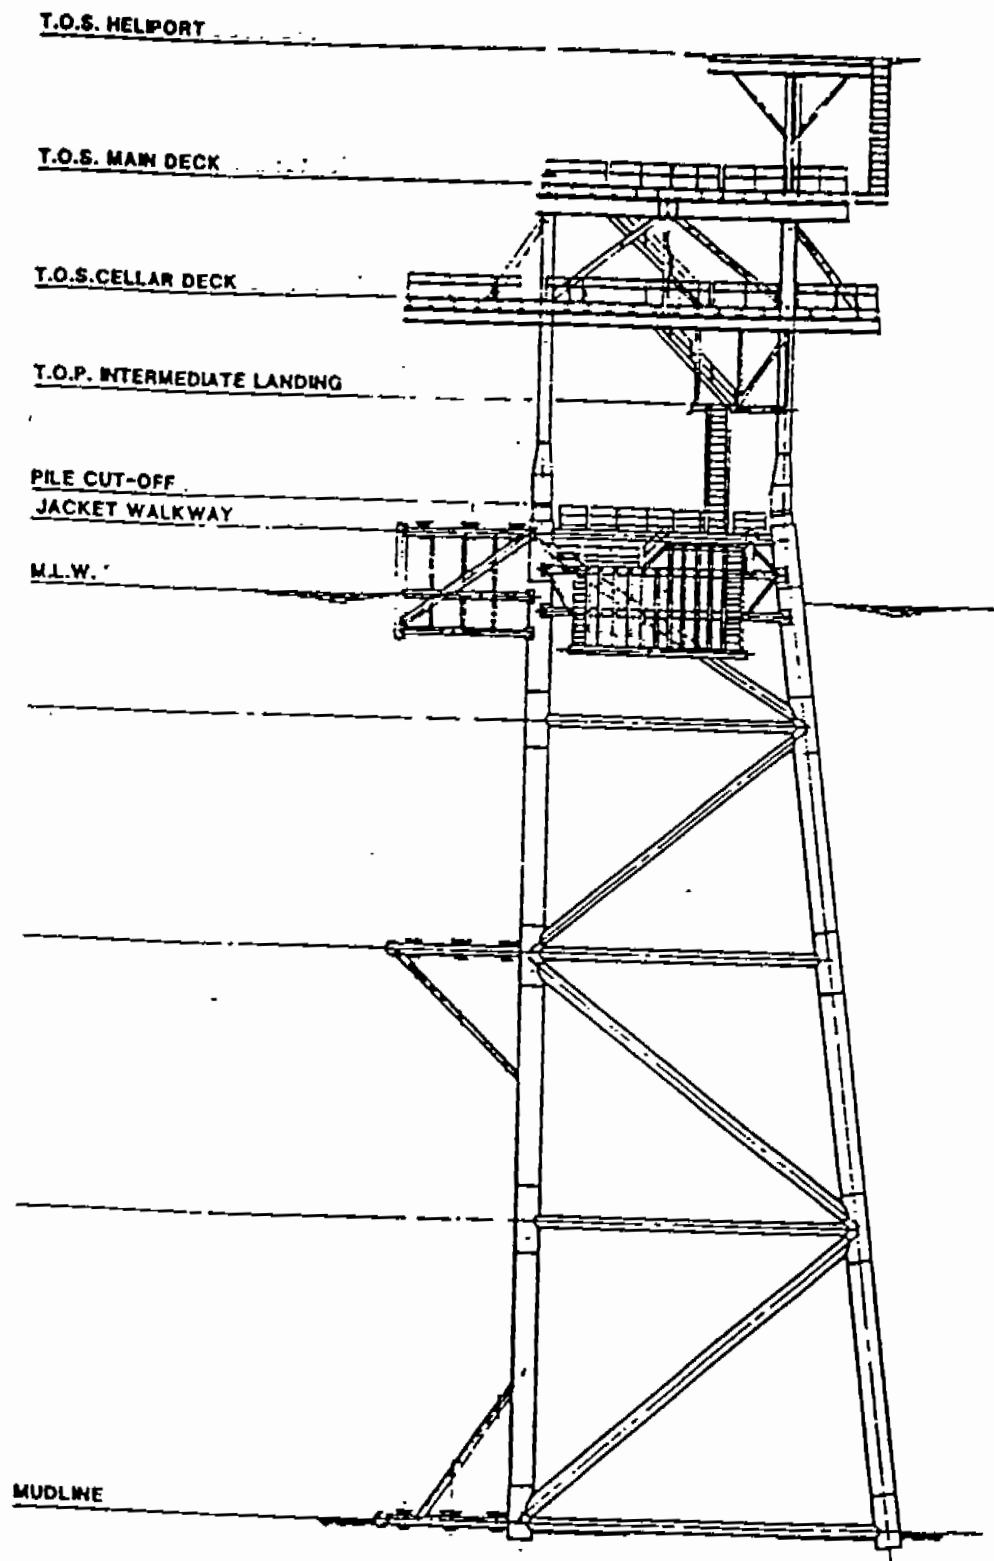 T.O.S. HELIPORT
T.O.S. MAIN DECK
T.O.S.CELLAR DECK
T.O.P. INTERMEDIATE LANDING
PILE CUT-OFF
JACKET WALKWAY
M.L.W.
MUDLINE